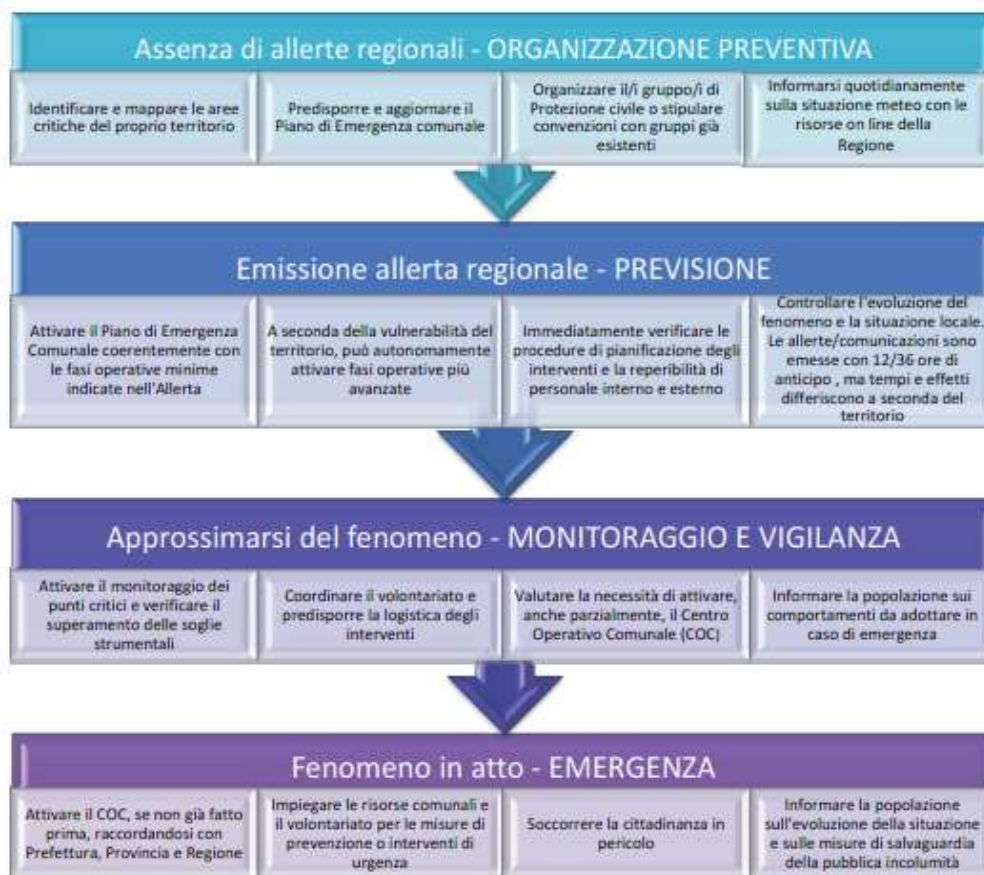 Assenza di allerte regionali - ORGANIZZAZIONE PREVENTIVA
Identificare e mappare le aree
critiche del proprio territorio
Predisporre e aggiornare il
Piano di Emergenza comunale
Organizzare il/i gruppo/i di
Protezione civile o stipulare
convenzioni con gruppi già
esistenti
Informarsi quotidianamente
sulla situazione meteo con le
risorse on line della
Regione
Emissione allerta regionale - PREVISIONE
Attivare il Piano di Emergenza
Comunale coerentemente con
le fasi operative minime
indicate nell'Allerta
A seconda della vulnerabilità del
territorio, può autonomamente
attivare fasi operative più
avanzate
Immediatamente verificare le
procedure di pianificazione degli
interventi e la reperibilità di
personale interno e esterno
Controllare l'evoluzione del
fenomeno e la situazione locale.
Le allerte/comunicazioni sono
emesse con 12/36 ore di
anticipo , ma tempi e effetti
differiscono a seconda del
territorio
Approssimarsi del fenomeno - MONITORAGGIO E VIGILANZA
Attivare il monitoraggio dei
punti critici e verificare il
superamento delle soglie
strumentali
Coordinare il volontariato e
predisporre la logistica degli
interventi
Valutare la necessità di attivare,
anche parzialmente, il Centro
Operativo Comunale (COC)
Informare la popolazione sui
comportamenti da adottare in
caso di emergenza
Fenomeno in atto - EMERGENZA
Attivare il COC, se non già fatto
prima, raccordandosi con
Prefettura, Provincia e Regione
Impiegare le risorse comunali e
il volontariato per le misure di
prevenzione o interventi di
urgenza
Soccorrere la cittadinanza in
pericolo
Informare la popolazione
sull'evoluzione della situazione
e sulle misure di salvaguardia
della pubblica incolumità